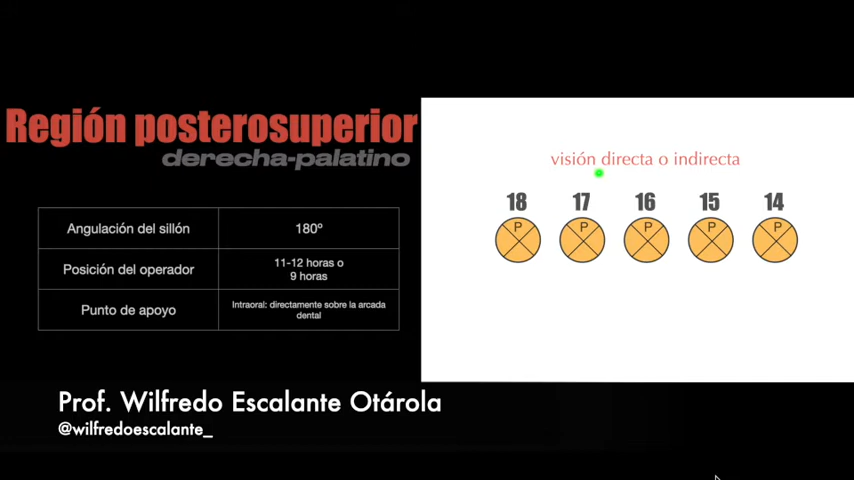 Región posterosuperior
derecha-palatino
Angulación del sillón
180º
Posición del operador
11-12 horas o
9 horas
Punto de apoyo
Intraoral: directamente sobre la arcada
dental
visión directa o indirecta
18 17 16 15 14
P P P P P
Prof. Wilfredo Escalante Otárola
@wilfredoescalante_